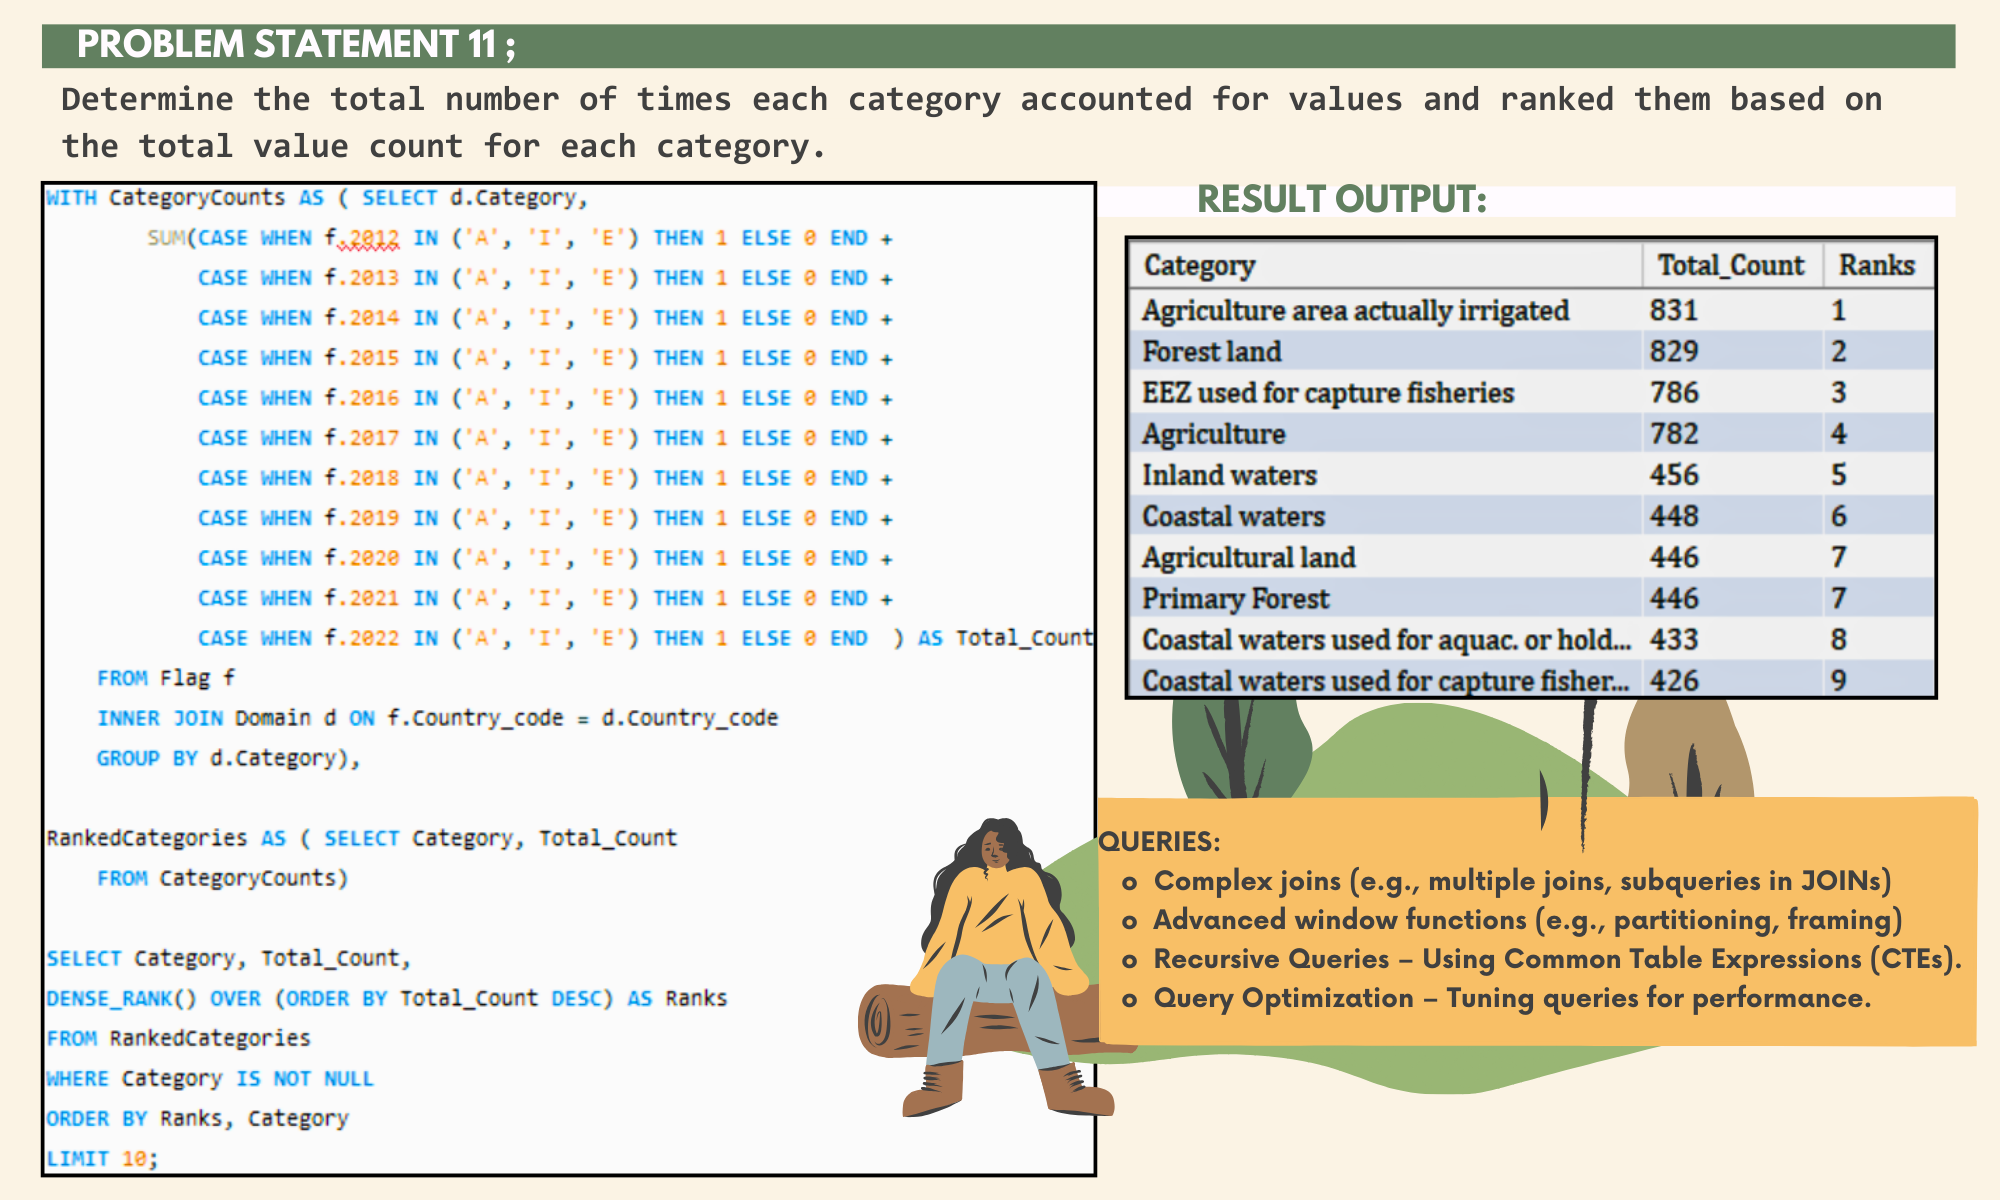 PROBLEM STATEMENT 11 ;
Determine the total number of times each category accounted for values and ranked them based on
the total value count for each category.
WITH CategoryCounts AS ( SELECT d.Category,
SUM(CASE WHEN f.2012 IN ('A', 'I', 'E') THEN 1 ELSE 0 END +
CASE WHEN f.2013 IN ('A', 'I', 'E') THEN 1 ELSE 0 END +
CASE WHEN f.2014 IN ('A', 'I', 'E') THEN 1 ELSE 0 END +
CASE WHEN f.2015 IN ('A', 'I', 'E') THEN 1 ELSE 0 END +
CASE WHEN f.2016 IN ('A', 'I', 'E') THEN 1 ELSE 0 END +
CASE WHEN f.2017 IN ('A', 'I', 'E') THEN 1 ELSE 0 END +
CASE WHEN f.2018 IN ('A', 'I', 'E') THEN 1 ELSE 0 END +
CASE WHEN f.2019 IN ('A', 'I', 'E') THEN 1 ELSE 0 END +
CASE WHEN f.2020 IN ('A', 'I', 'E') THEN 1 ELSE 0 END +
CASE WHEN f.2021 IN ('A', 'I', 'E') THEN 1 ELSE 0 END +
CASE WHEN f.2022 IN ('A', 'I', 'E') THEN 1 ELSE 0 END ) AS Total_Count
FROM Flag f
INNER JOIN Domain d ON f.Country_code = d.Country_code
GROUP BY d.Category),
RankedCategories AS ( SELECT Category, Total_Count
FROM CategoryCounts)
SELECT Category, Total_Count,
DENSE_RANK() OVER (ORDER BY Total_Count DESC) AS Ranks
FROM RankedCategories
WHERE Category IS NOT NULL
ORDER BY Ranks, Category
LIMIT 10;
RESULT OUTPUT:
Category Total_Count Ranks
Agriculture area actually irrigated 831 1
Forest land 829 2
EEZ used for capture fisheries 786 3
Agriculture 782 4
Inland waters 456 5
Coastal waters 448 6
Agricultural land 446 7
Primary Forest 446 7
Coastal waters used for aquac. or hold... 433 8
Coastal waters used for capture fisher... 426 9
QUERIES:
o Complex joins (e.g., multiple joins, subqueries in JOINs)
o Advanced window functions (e.g., partitioning, framing)
o Recursive Queries – Using Common Table Expressions (CTEs).
o Query Optimization – Tuning queries for performance.